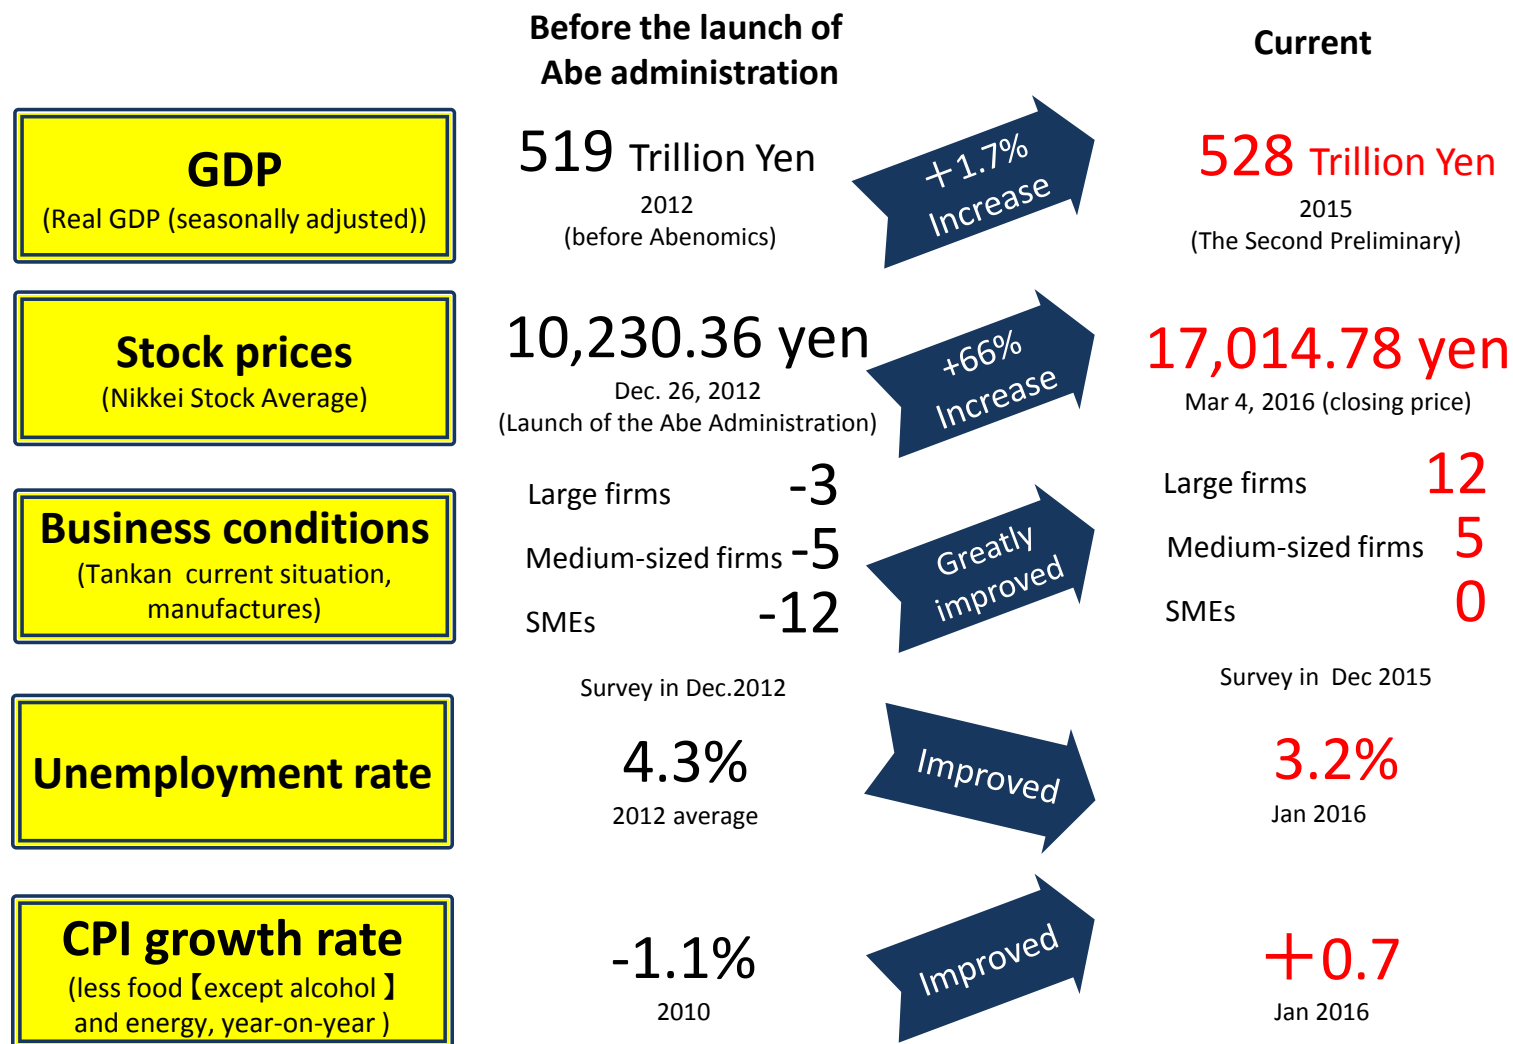 Before the launch of
Abe administration
Current
GDP
(Real GDP (seasonally adjusted))
519 Trillion Yen
2012
(before Abenomics)
＋1.7%
Increase
528 Trillion Yen
2015
(The Second Preliminary)
Stock prices
(Nikkei Stock Average)
10,230.36 yen
Dec. 26, 2012
(Launch of the Abe Administration)
+66%
Increase
17,014.78 yen
Mar 4, 2016 (closing price)
Business conditions
(Tankan current situation,
manufactures)
Large firms -3
Medium-sized firms -5
SMEs -12
Survey in Dec.2012
Greatly
improved
Large firms 12
Medium-sized firms 5
SMEs 0
Survey in Dec 2015
Unemployment rate
4.3%
2012 average
Improved
3.2%
Jan 2016
CPI growth rate
(less food【except alcohol】
and energy, year-on-year )
-1.1%
2010
Improved
＋0.7
Jan 2016